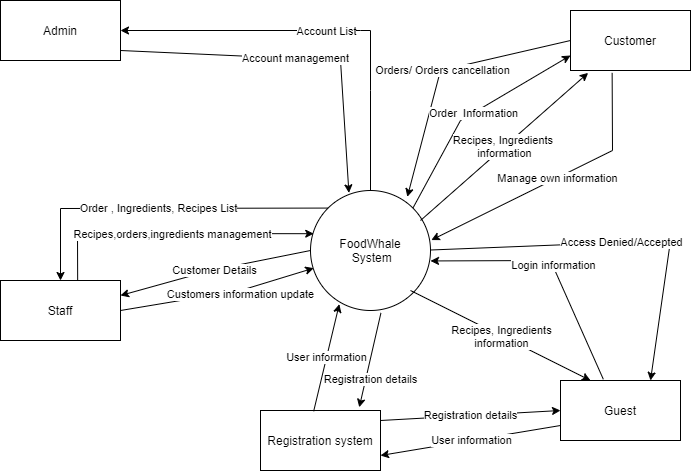 Admin
Account List
Customer
Account management
Orders/ Orders cancellation
Order  Information
Recipes, Ingredients
information
Manage own information
Order , Ingredients, Recipes List
Recipes,orders,ingredients management
FoodWhale
System
Access Denied/Accepted
Login information
Customer Details
Customers information update
Staff
Recipes, Ingredients
information
User information
Registration details
Registration system
Registration details
User information
Guest